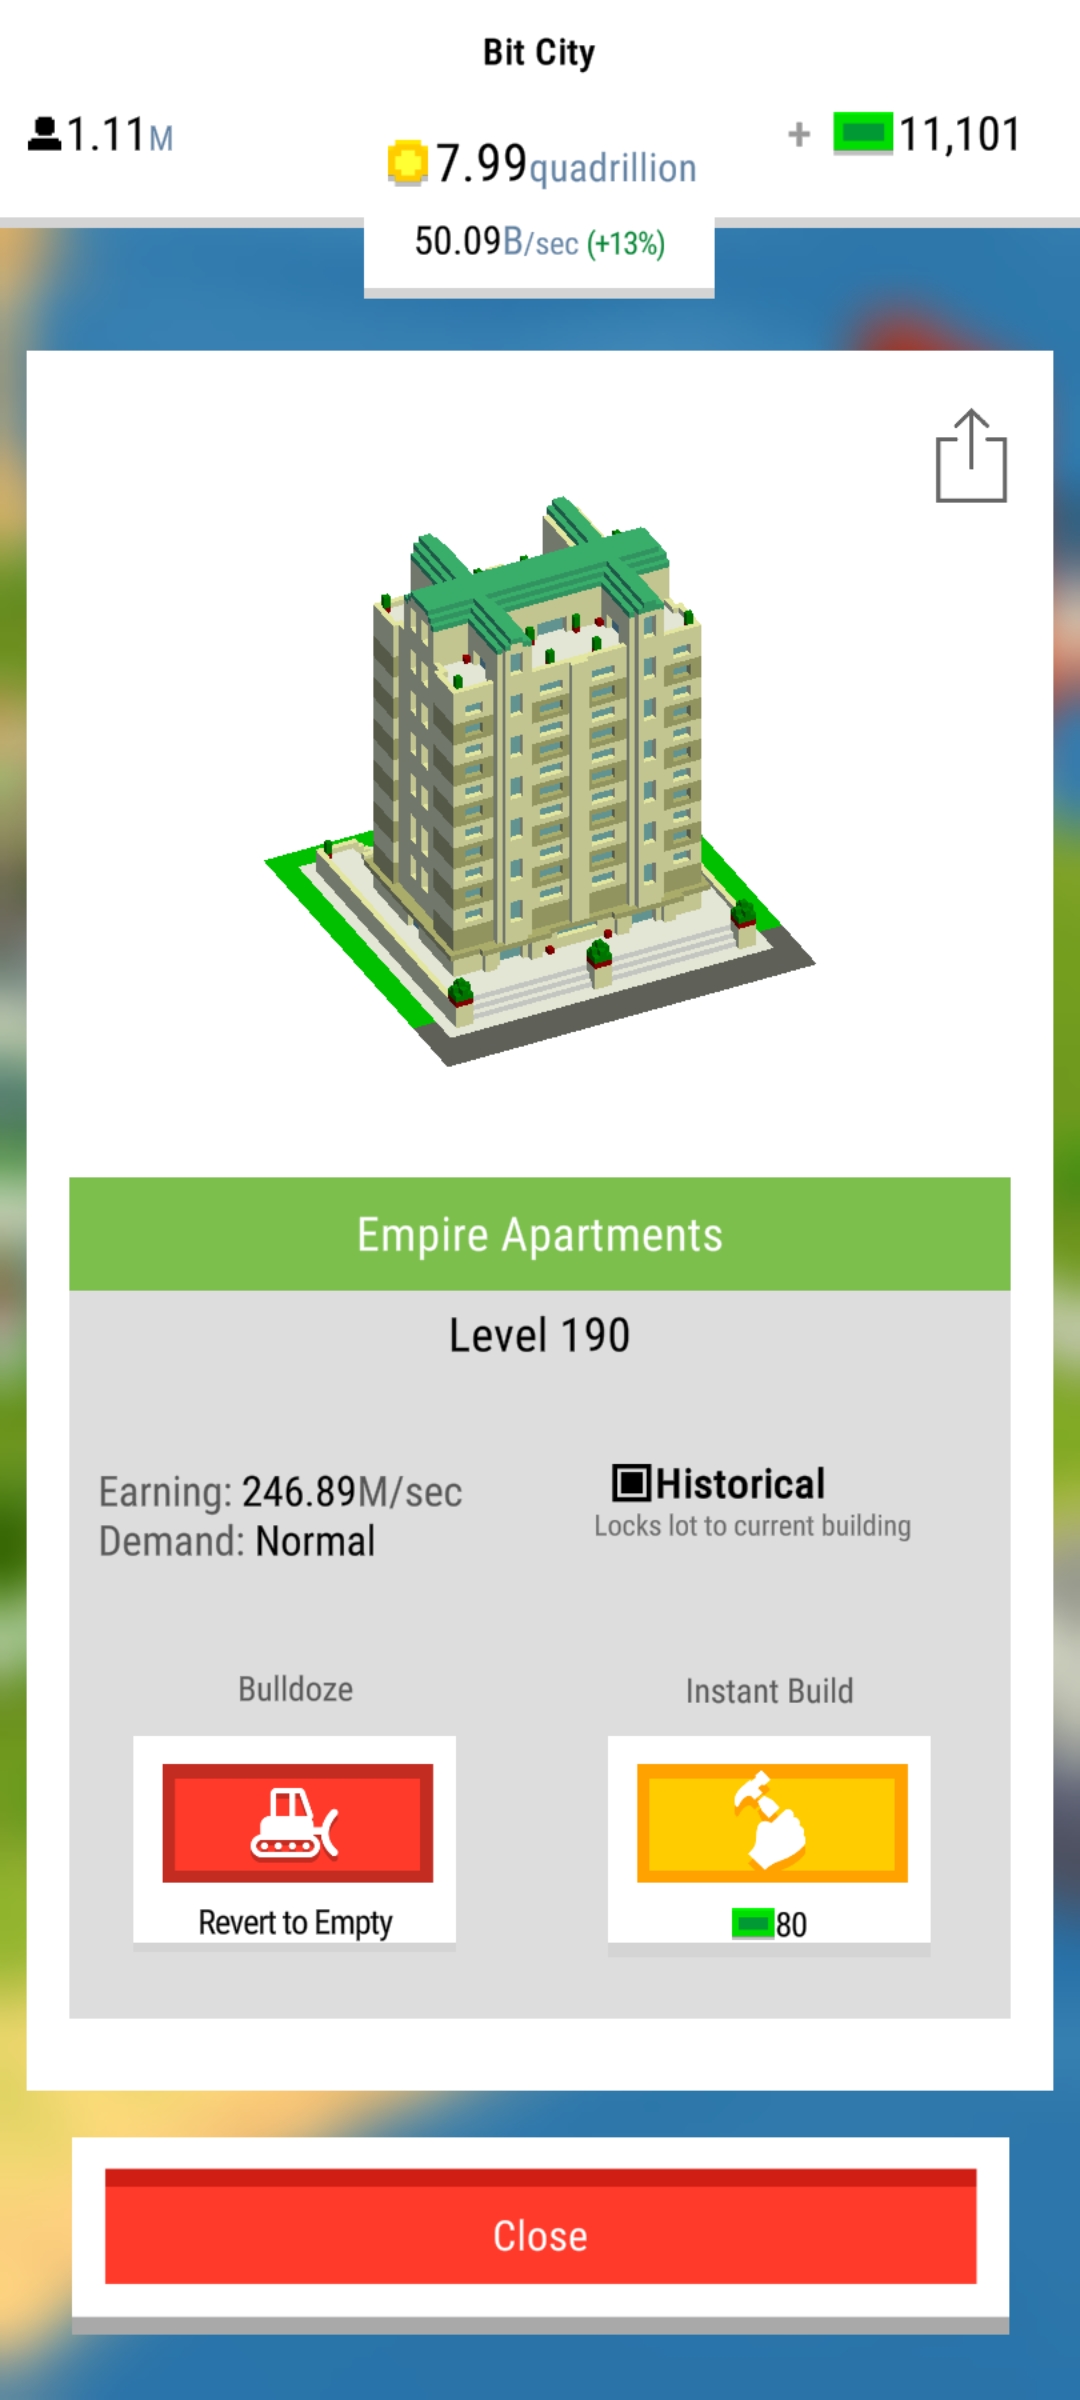 Bit City
1.11M
+ 11,101
7.99quadrillion
50.09B/sec (+13%)
Empire Apartments
Level 190
Earning: 246.89M/sec
Demand: Normal
Historical
Locks lot to current building
Bulldoze
Instant Build
Revert to Empty
80
Close